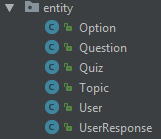 entity
C Option
C Question
C Quiz
C Topic
C User
C UserResponse